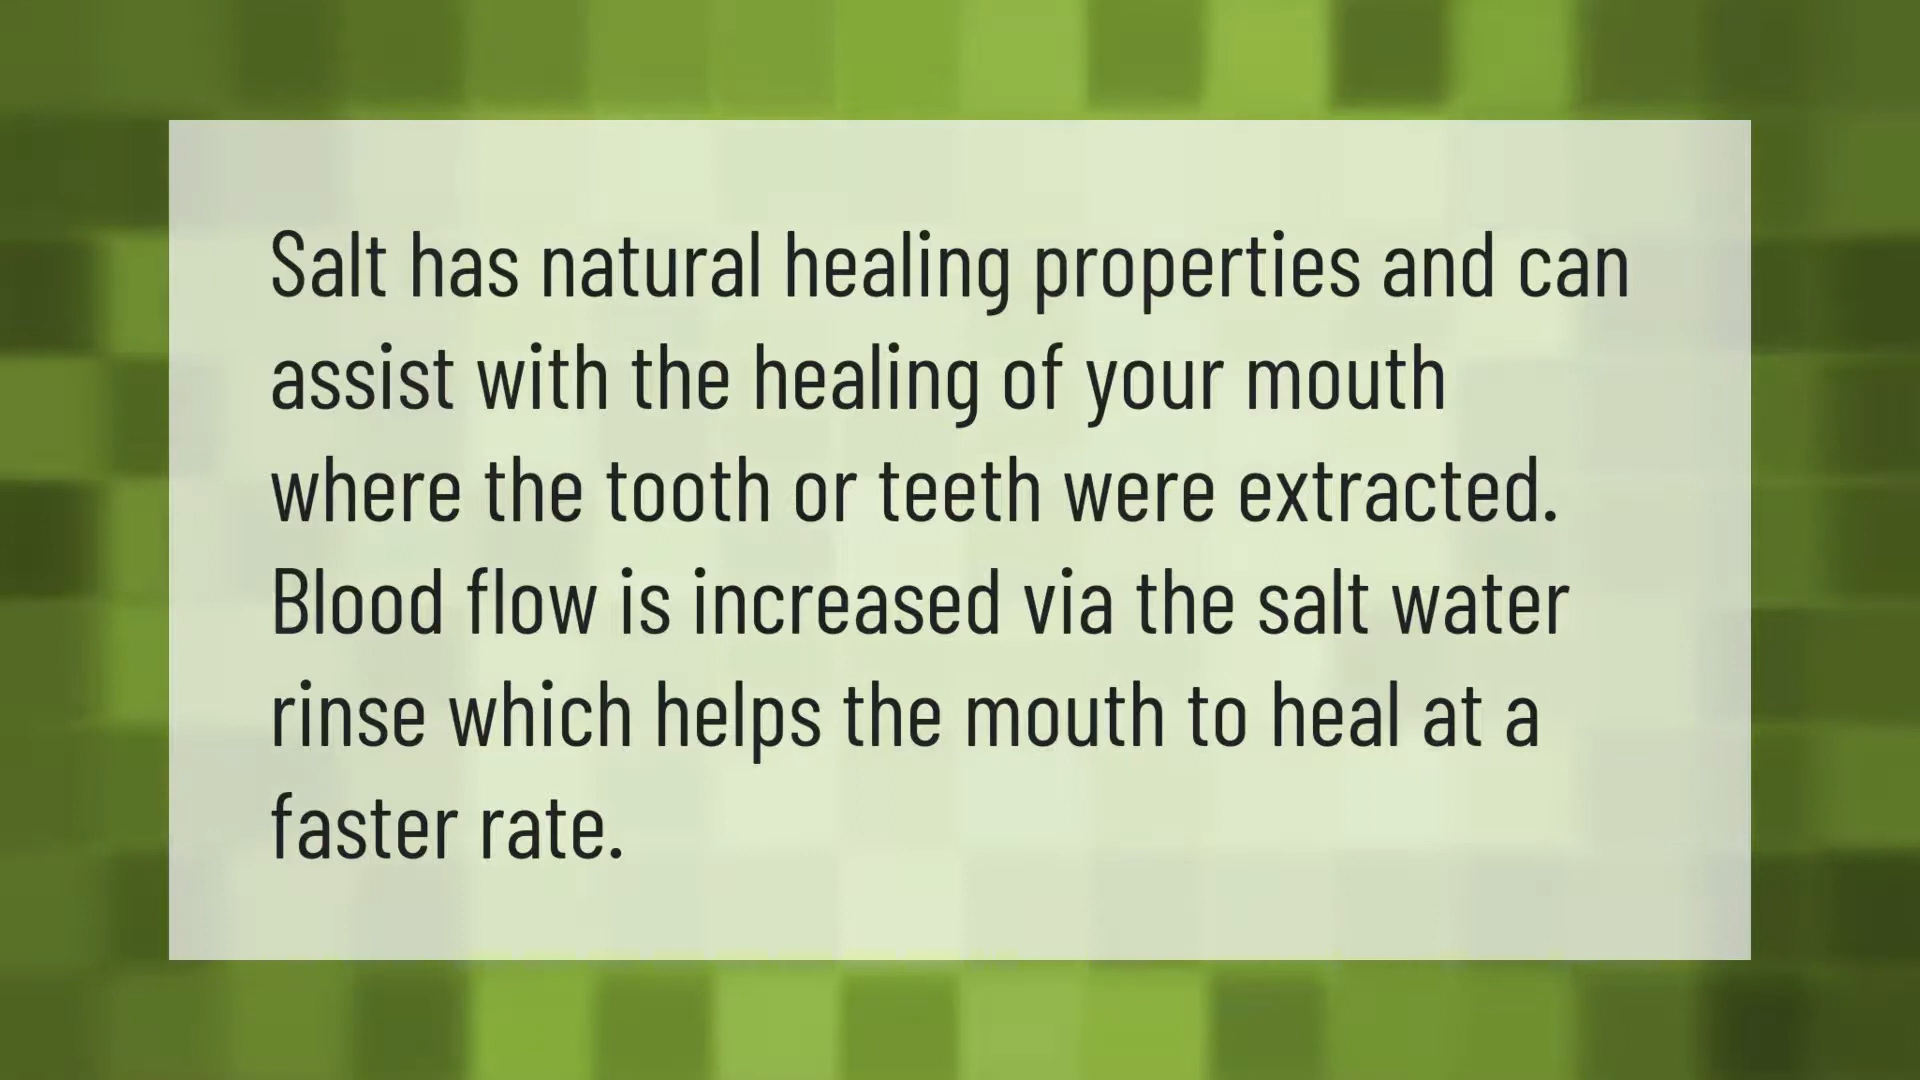 Salt has natural healing properties and can
assist with the healing of your mouth
where the tooth or teeth were extracted.
Blood flow is increased via the salt water
rinse which helps the mouth to heal at a
faster rate.